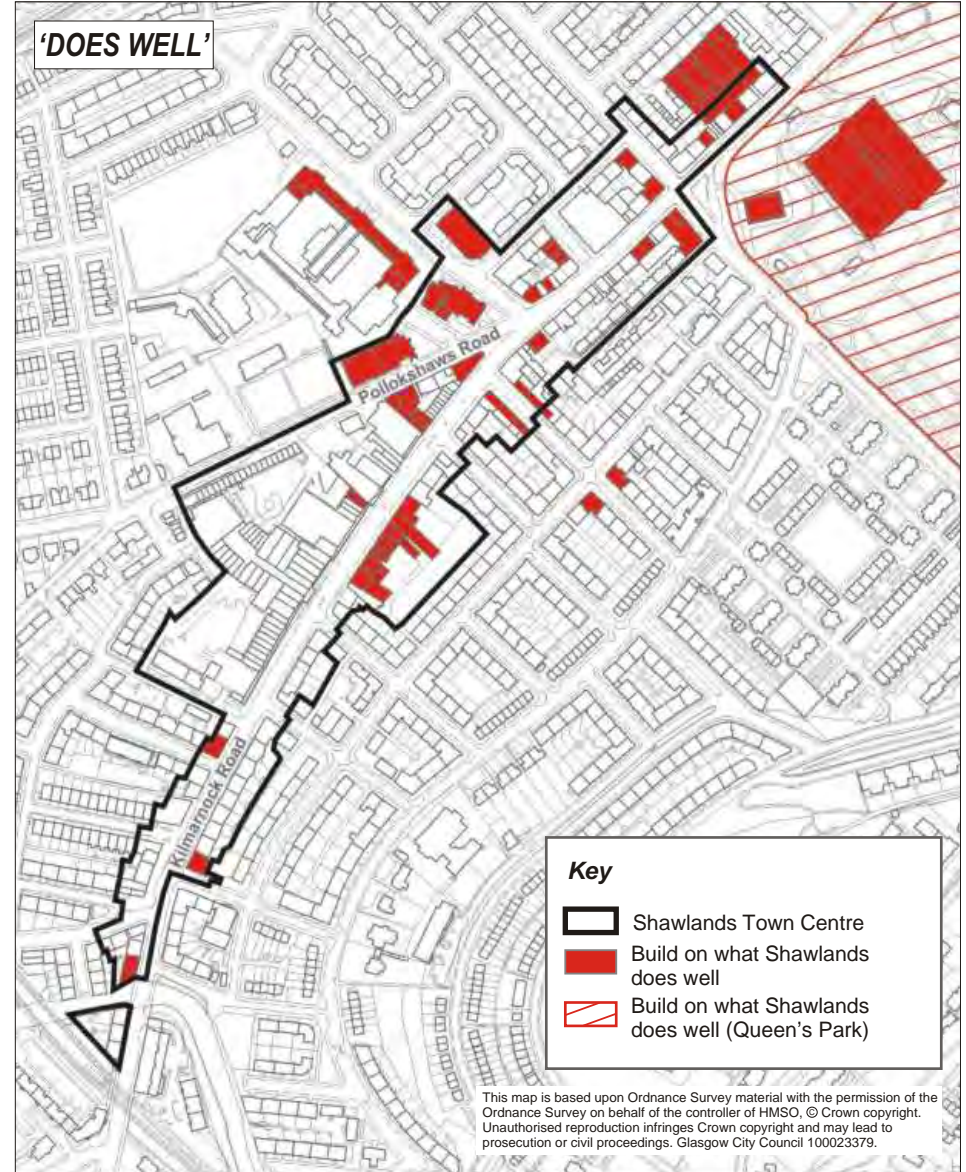 'DOES WELL'
Pollokshaws Road
Kilmarnock Road
Key
Shawlands Town Centre
Build on what Shawlands
does well
Build on what Shawlands
does well (Queen's Park)
This map is based upon Ordnance Survey material with the permission of the
Ordnance Survey on behalf of the controller of HMSO, © Crown copyright.
Unauthorised reproduction infringes Crown copyright and may lead to
prosecution or civil proceedings. Glasgow City Council 100023379.